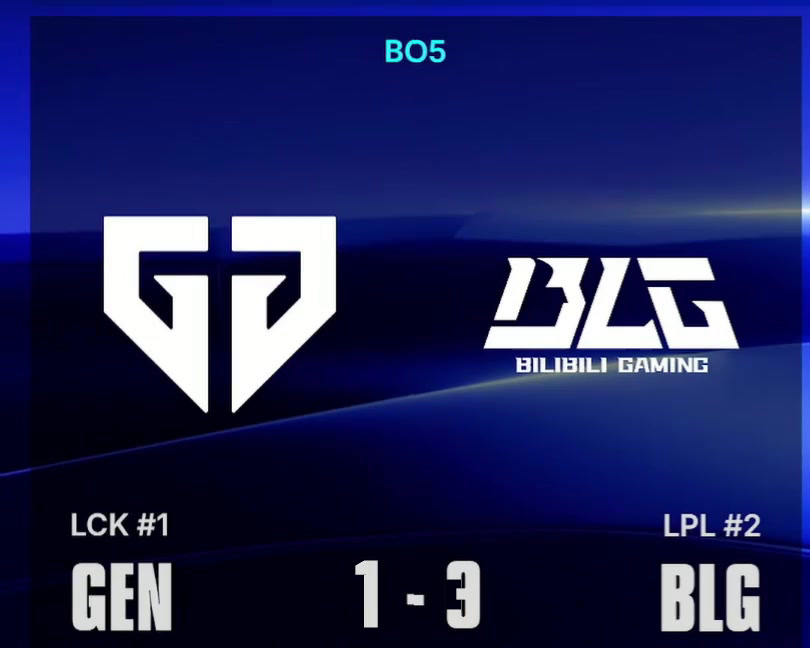 BO5
BLG
BILIBILI GAMING
LCK #1
LPL #2
GEN
1 - 3
BLG